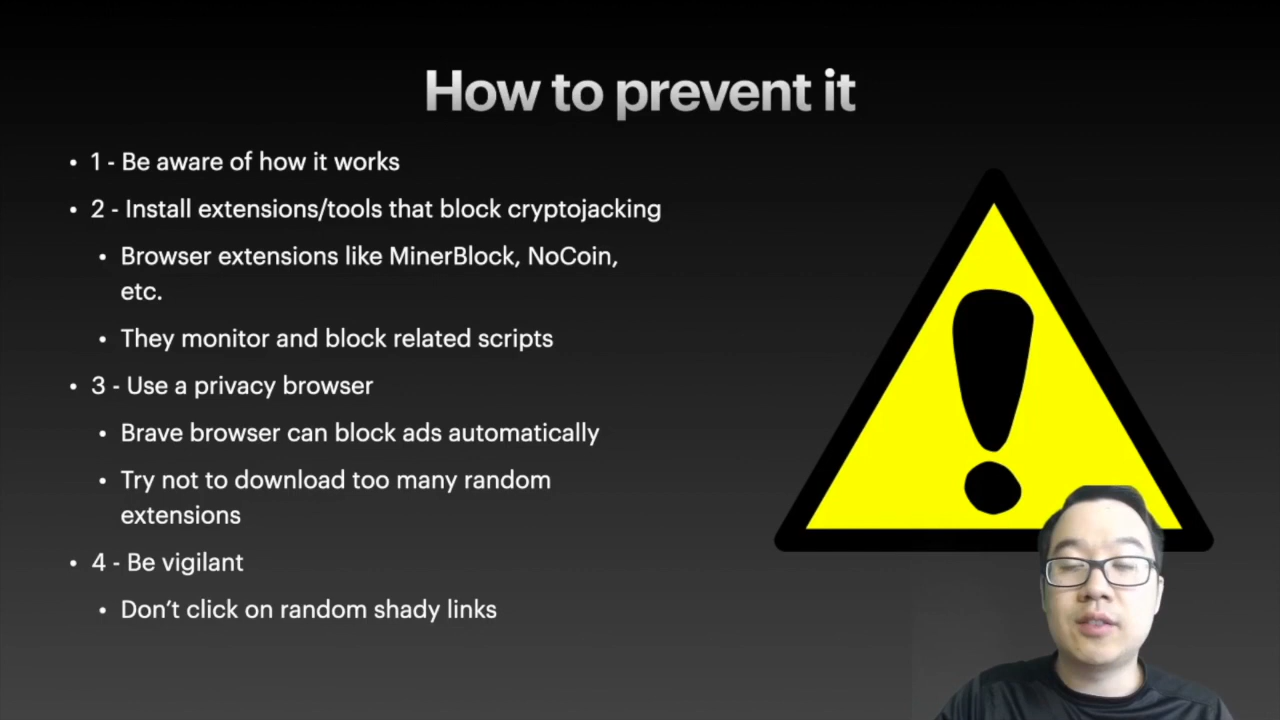 How to prevent it
• 1 - Be aware of how it works
• 2 - Install extensions/tools that block cryptojacking
• Browser extensions like MinerBlock, NoCoin,
etc.
• They monitor and block related scripts
• 3 - Use a privacy browser
• Brave browser can block ads automatically
• Try not to download too many random
extensions
• 4 - Be vigilant
• Don’t click on random shady links